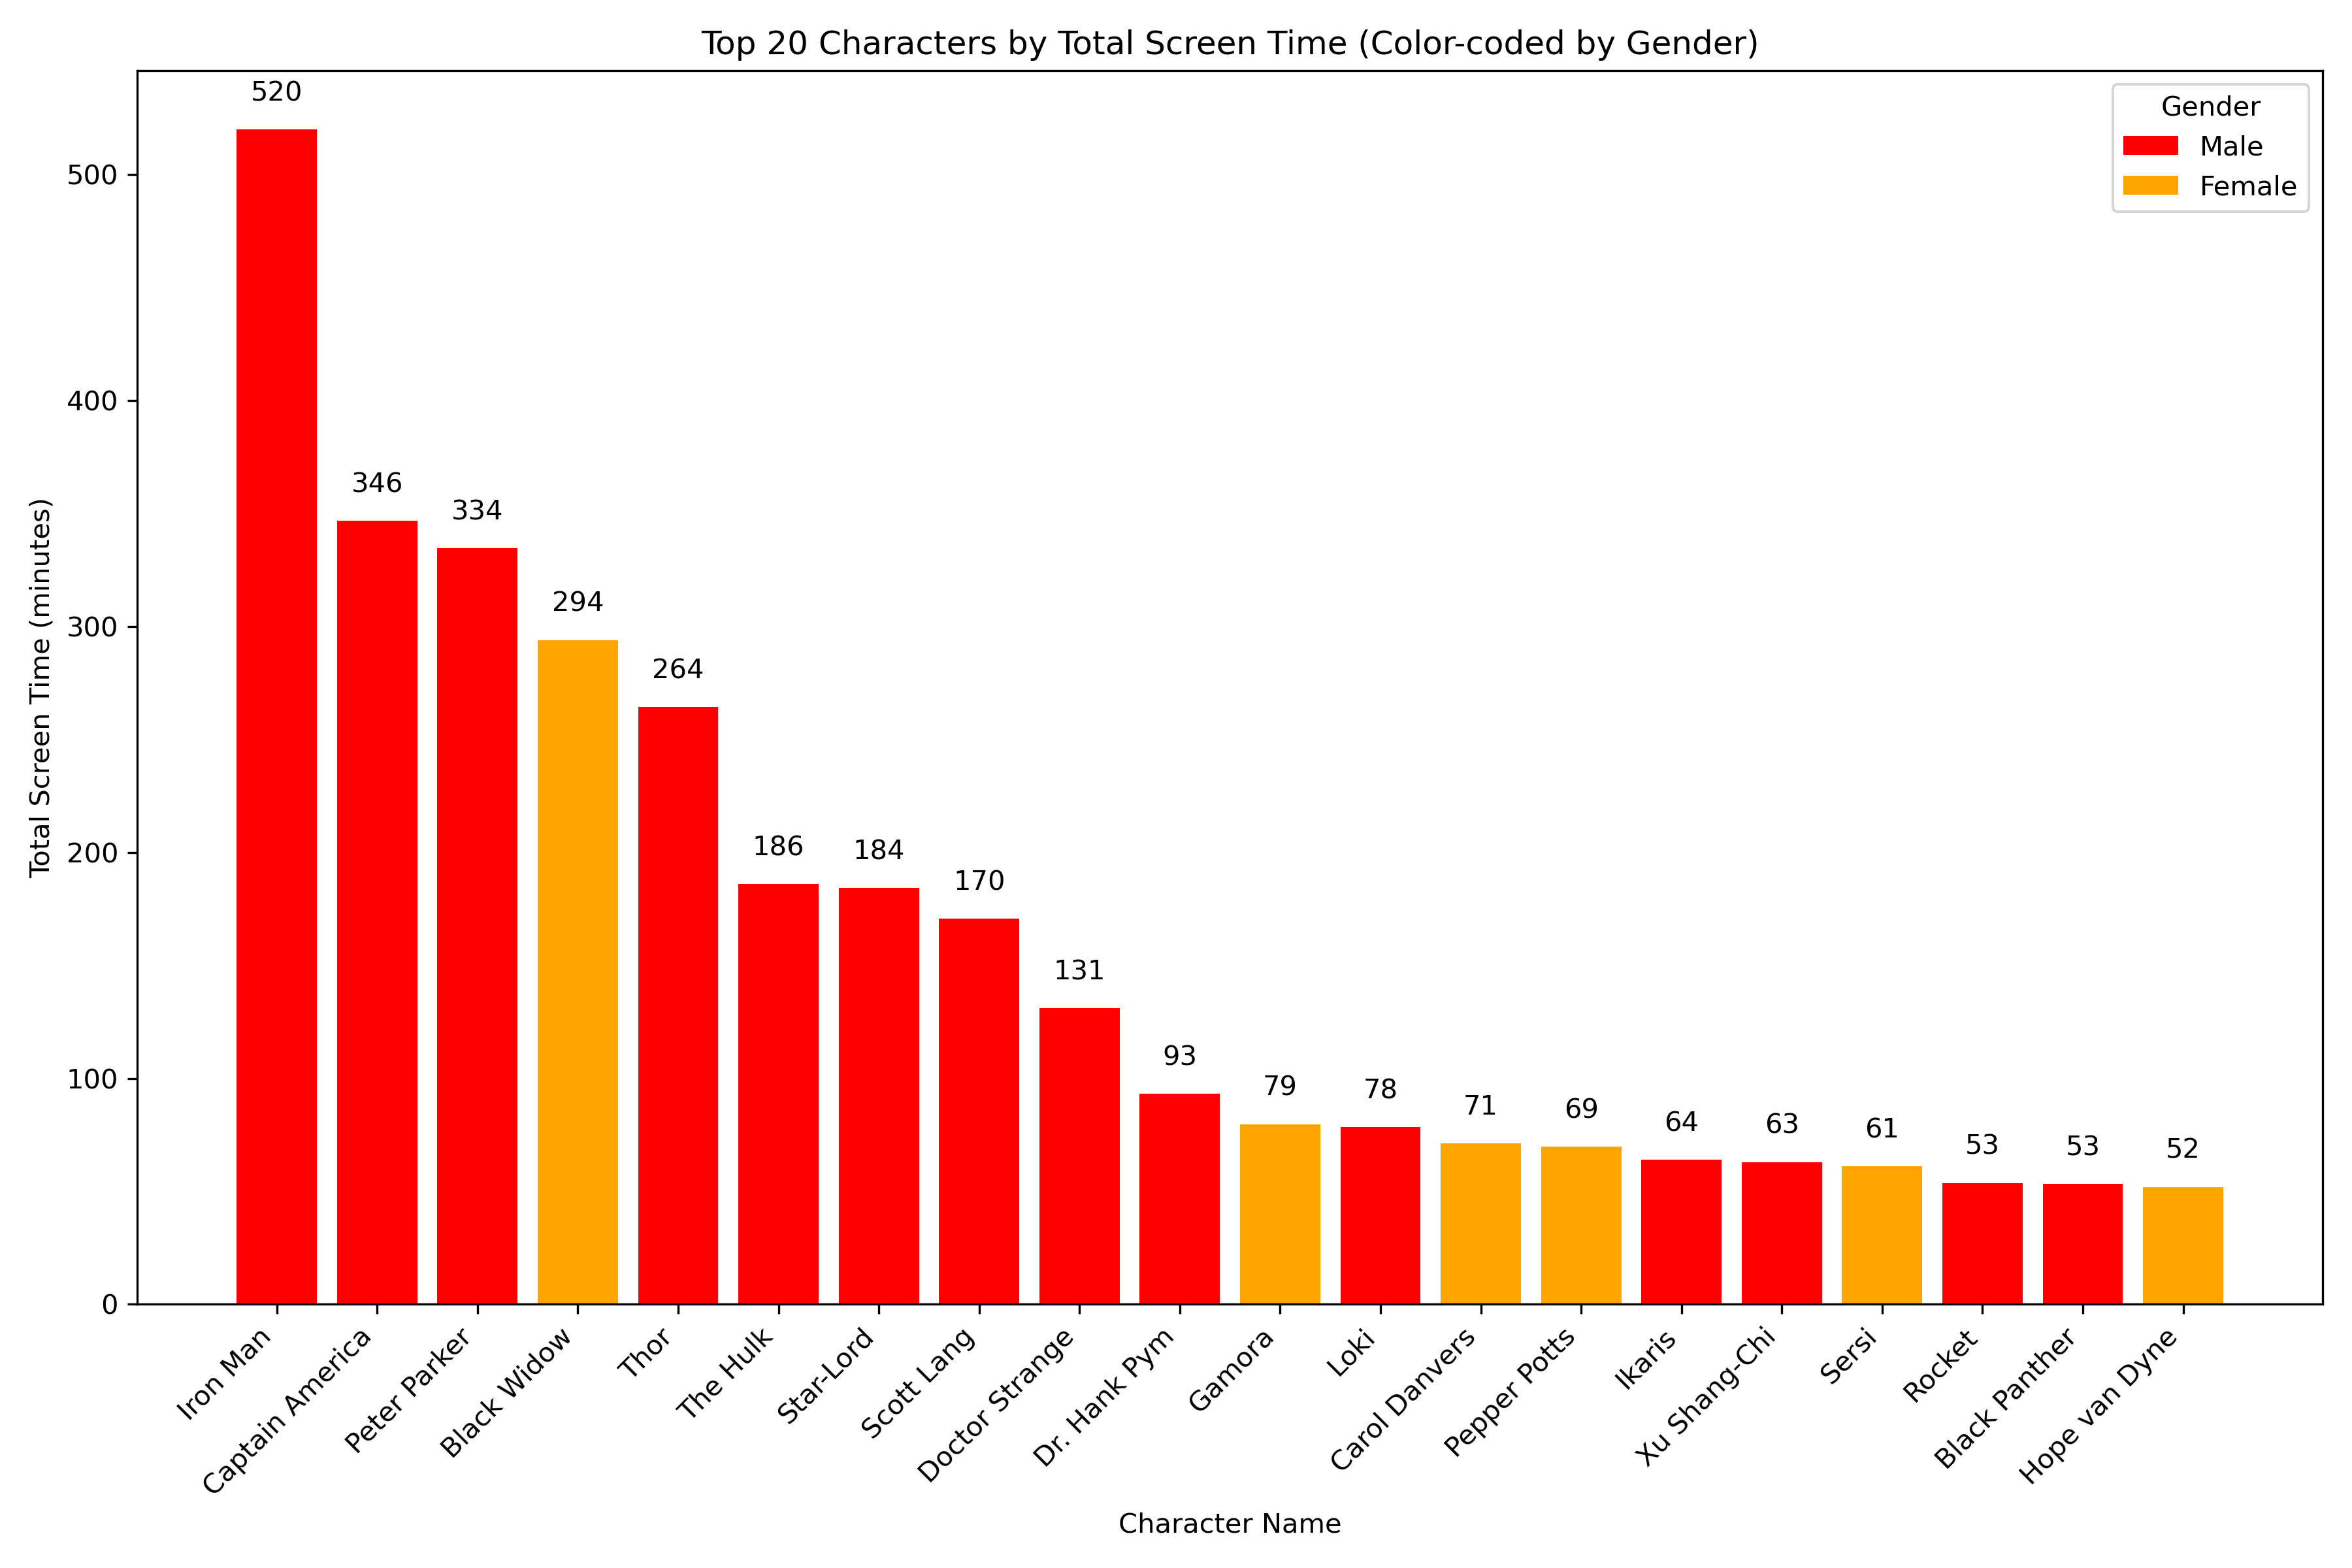 Top 20 Characters by Total Screen Time (Color-coded by Gender)
Gender
Male
Female
Total Screen Time (minutes)
500
400
300
200
100
0
520
346
334
294
264
186
184
170
131
93
79
78
71
69
64
63
61
53
53
52
Iron Man
Captain America
Peter Parker
Black Widow
Thor
The Hulk
Star-Lord
Scott Lang
Doctor Strange
Dr. Hank Pym
Gamora
Loki
Carol Danvers
Pepper Potts
Ikaris
Xu Shang-Chi
Sersi
Rocket
Black Panther
Hope van Dyne
Character Name